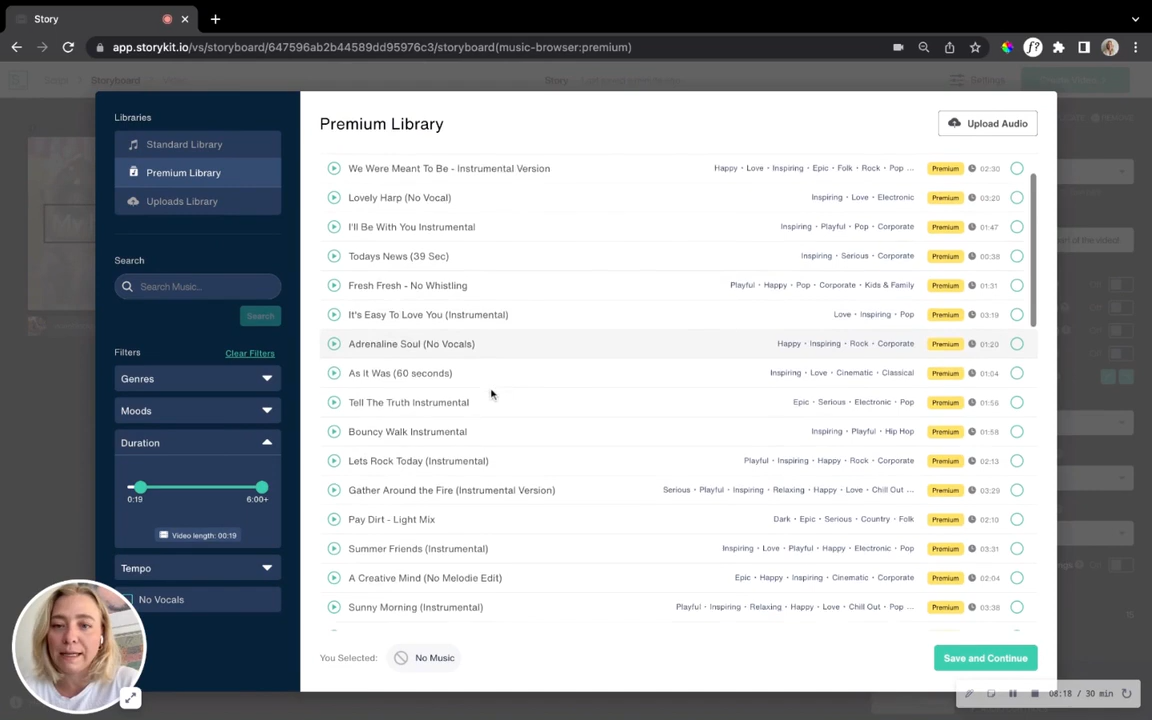 Story
app.storykit.io/vs/storyboard/647596ab2b44589dd95976c3/storyboard(music-browser:premium)
Storyboard
Story
Settings
Libraries
Standard Library
Premium Library
Uploads Library
Search
Search Music...
Search
Filters
Clear Filters
Genres
Moods
Duration
0:19
6:00+
Video length: 00:19
Tempo
No Vocals
Premium Library
Upload Audio
We Were Meant To Be - Instrumental Version Happy • Love • Inspiring • Epic • Folk • Rock • Pop ... Premium 02:30
Lovely Harp (No Vocal) Inspiring • Love • Electronic Premium 03:20
I'll Be With You Instrumental Inspiring • Playful • Pop • Corporate Premium 01:47
Todays News (39 Sec) Inspiring • Serious • Corporate Premium 00:38
Fresh Fresh - No Whistling Playful • Happy • Pop • Corporate • Kids & Family Premium 01:31
It's Easy To Love You (Instrumental) Love • Inspiring • Pop Premium 03:19
Adrenaline Soul (No Vocals) Happy • Inspiring • Rock • Corporate Premium 01:20
As It Was (60 seconds) Inspiring • Love • Cinematic • Classical Premium 01:04
Tell The Truth Instrumental Epic • Serious • Electronic • Pop Premium 01:56
Bouncy Walk Instrumental Inspiring • Playful • Hip Hop Premium 01:58
Lets Rock Today (Instrumental) Playful • Inspiring • Happy • Rock • Corporate Premium 02:13
Gather Around the Fire (Instrumental Version) Serious • Playful • Inspiring • Relaxing • Happy • Love • Chill Out ... Premium 03:29
Pay Dirt - Light Mix Dark • Epic • Serious • Country • Folk Premium 02:10
Summer Friends (Instrumental) Inspiring • Love • Playful • Happy • Electronic • Pop Premium 03:31
A Creative Mind (No Melodie Edit) Epic • Happy • Inspiring • Cinematic • Corporate Premium 02:04
Sunny Morning (Instrumental) Playful • Inspiring • Relaxing • Happy • Love • Chill Out • Pop ... Premium 03:38
You Selected: No Music
Save and Continue
08:18 / 30 min